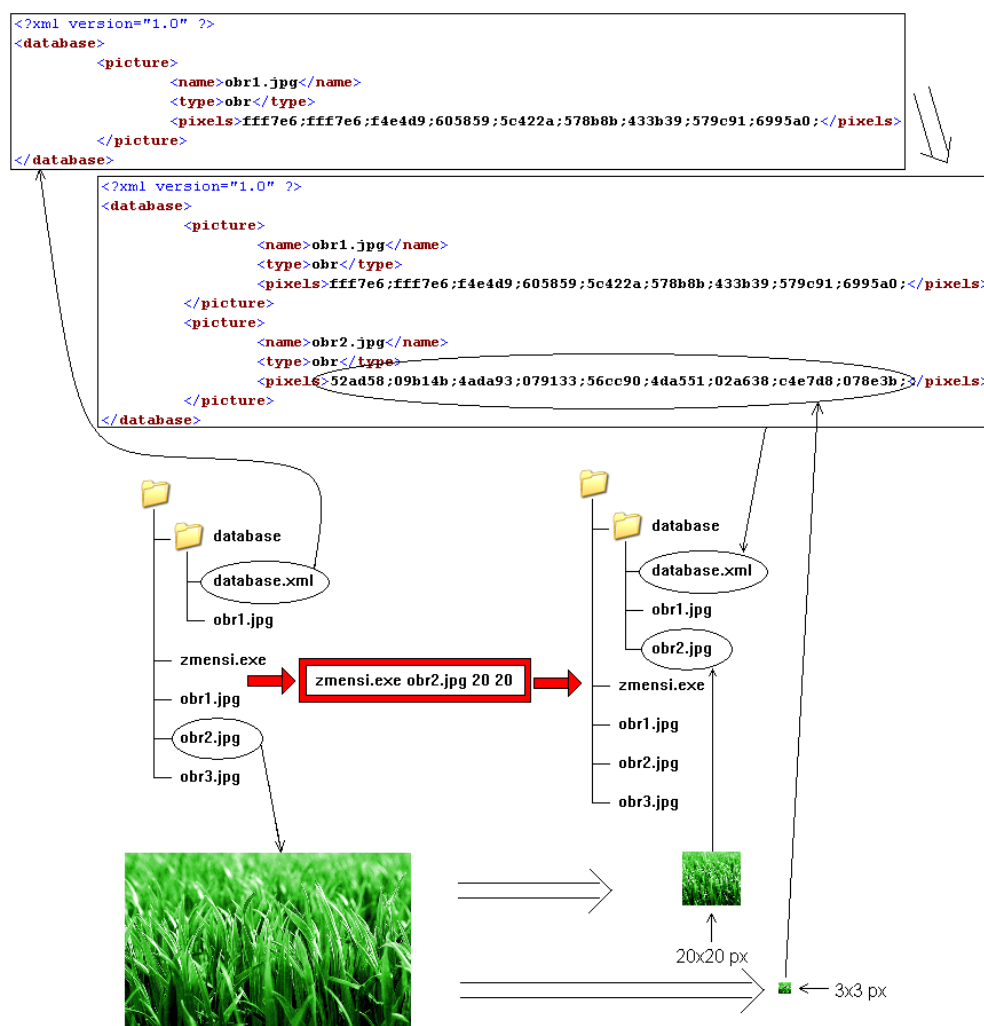 <?xml version="1.0" ?>
<database>
<picture>
<name>obr1.jpg</name>
<type>obr</type>
<pixels>fff7e6;fff7e6;f4e4d9;605859;5c422a;578b8b;433b39;579c91;6995a0;</pixels>
</picture>
</database>
<?xml version="1.0" ?>
<database>
<picture>
<name>obr1.jpg</name>
<type>obr</type>
<pixels>fff7e6;fff7e6;f4e4d9;605859;5c422a;578b8b;433b39;579c91;6995a0;</pixels>
</picture>
<picture>
<name>obr2.jpg</name>
<type>obr</type>
<pixels>52ad58;09b14b;4ada93;079133;56cc90;4da551;02a638;c4e7d8;078e3b;</pixels>
</picture>
</database>
database
database.xml
obr1.jpg
zmensi.exe
obr1.jpg
obr2.jpg
obr3.jpg
zmensi.exe obr2.jpg 20 20
database
database.xml
obr1.jpg
obr2.jpg
zmensi.exe
obr1.jpg
obr2.jpg
obr3.jpg
20x20 px
3x3 px